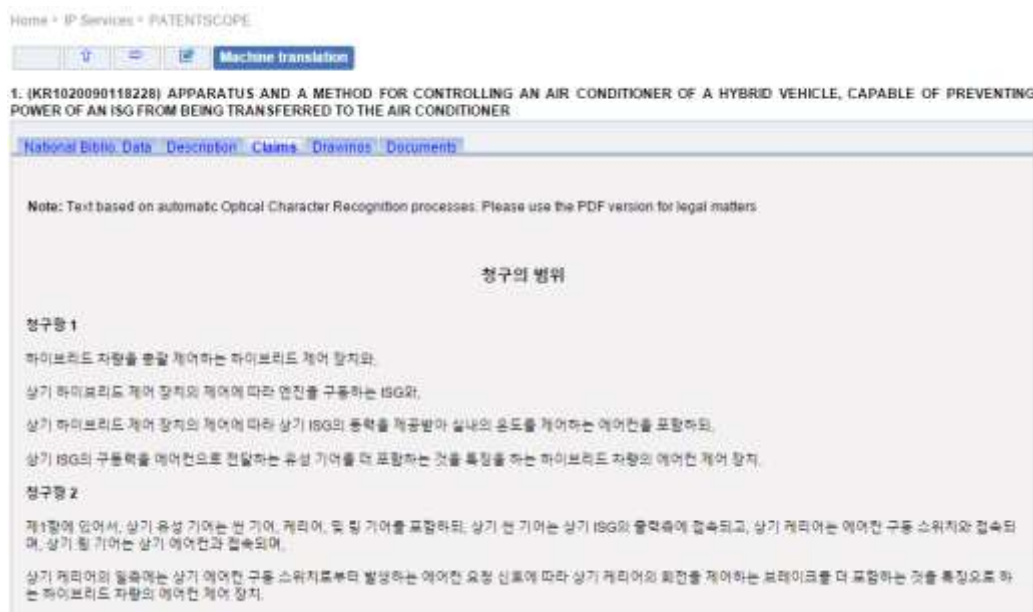 Home IP Services PATENTSCOPE
Machine translation
1. (KR1020090118228) APPARATUS AND A METHOD FOR CONTROLLING AN AIR CONDITIONER OF A HYBRID VEHICLE, CAPABLE OF PREVENTING
POWER OF AN ISG FROM BEING TRANSFERRED TO THE AIR CONDITIONER
National Biblio. Data Description Claims Drawings Documents
Note: Text based on automatic Optical Character Recognition processes. Please use the PDF version for legal matters
청구의 범위
청구항 1
하이브리드 차량을 총괄 제어하는 하이브리드 제어 장치와,
상기 하이브리드 제어 장치의 제어에 따라 엔진을 구동하는 ISG와,
상기 하이브리드 제어 장치의 제어에 따라 상기 ISG의 동력을 제공받아 실내의 온도를 제어하는 에어컨을 포함하되,
상기 ISG의 구동력을 에어컨으로 전달하는 유성 기어를 더 포함하는 것을 특징을 하는 하이브리드 차량의 에어컨 제어 장치.
청구항 2
제1항에 있어서, 상기 유성 기어는 썬 기어, 케리어, 및 링 기어를 포함하되, 상기 썬 기어는 상기 ISG의 출력측에 접속되고, 상기 케리어는 에어컨 구동 스위치와 접속되
며, 상기 링 기어는 상기 에어컨과 접속되며,
상기 케리어의 일측에는 상기 에어컨 구동 스위치로부터 발생하는 에어컨 요청 신호에 따라 상기 케리어의 회전을 제어하는 브레이크를 더 포함하는 것을 특징으로 하
는 하이브리드 차량의 에어컨 제어 장치.